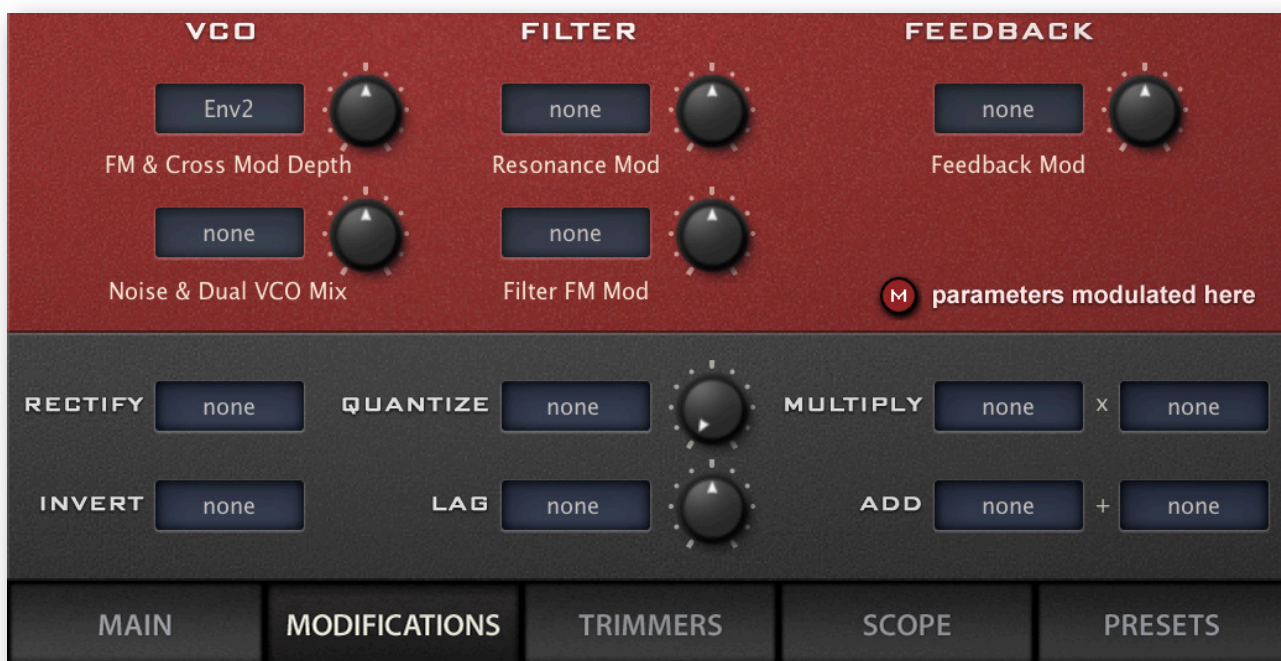 VCO FILTER FEEDBACK
Env2 none none
FM & Cross Mod Depth Resonance Mod Feedback Mod
none none
Noise & Dual VCO Mix Filter FM Mod
M parameters modulated here
RECTIFY none QUANTIZE none MULTIPLY none x none
INVERT none LAG none ADD none + none
MAIN MODIFICATIONS TRIMMERS SCOPE PRESETS